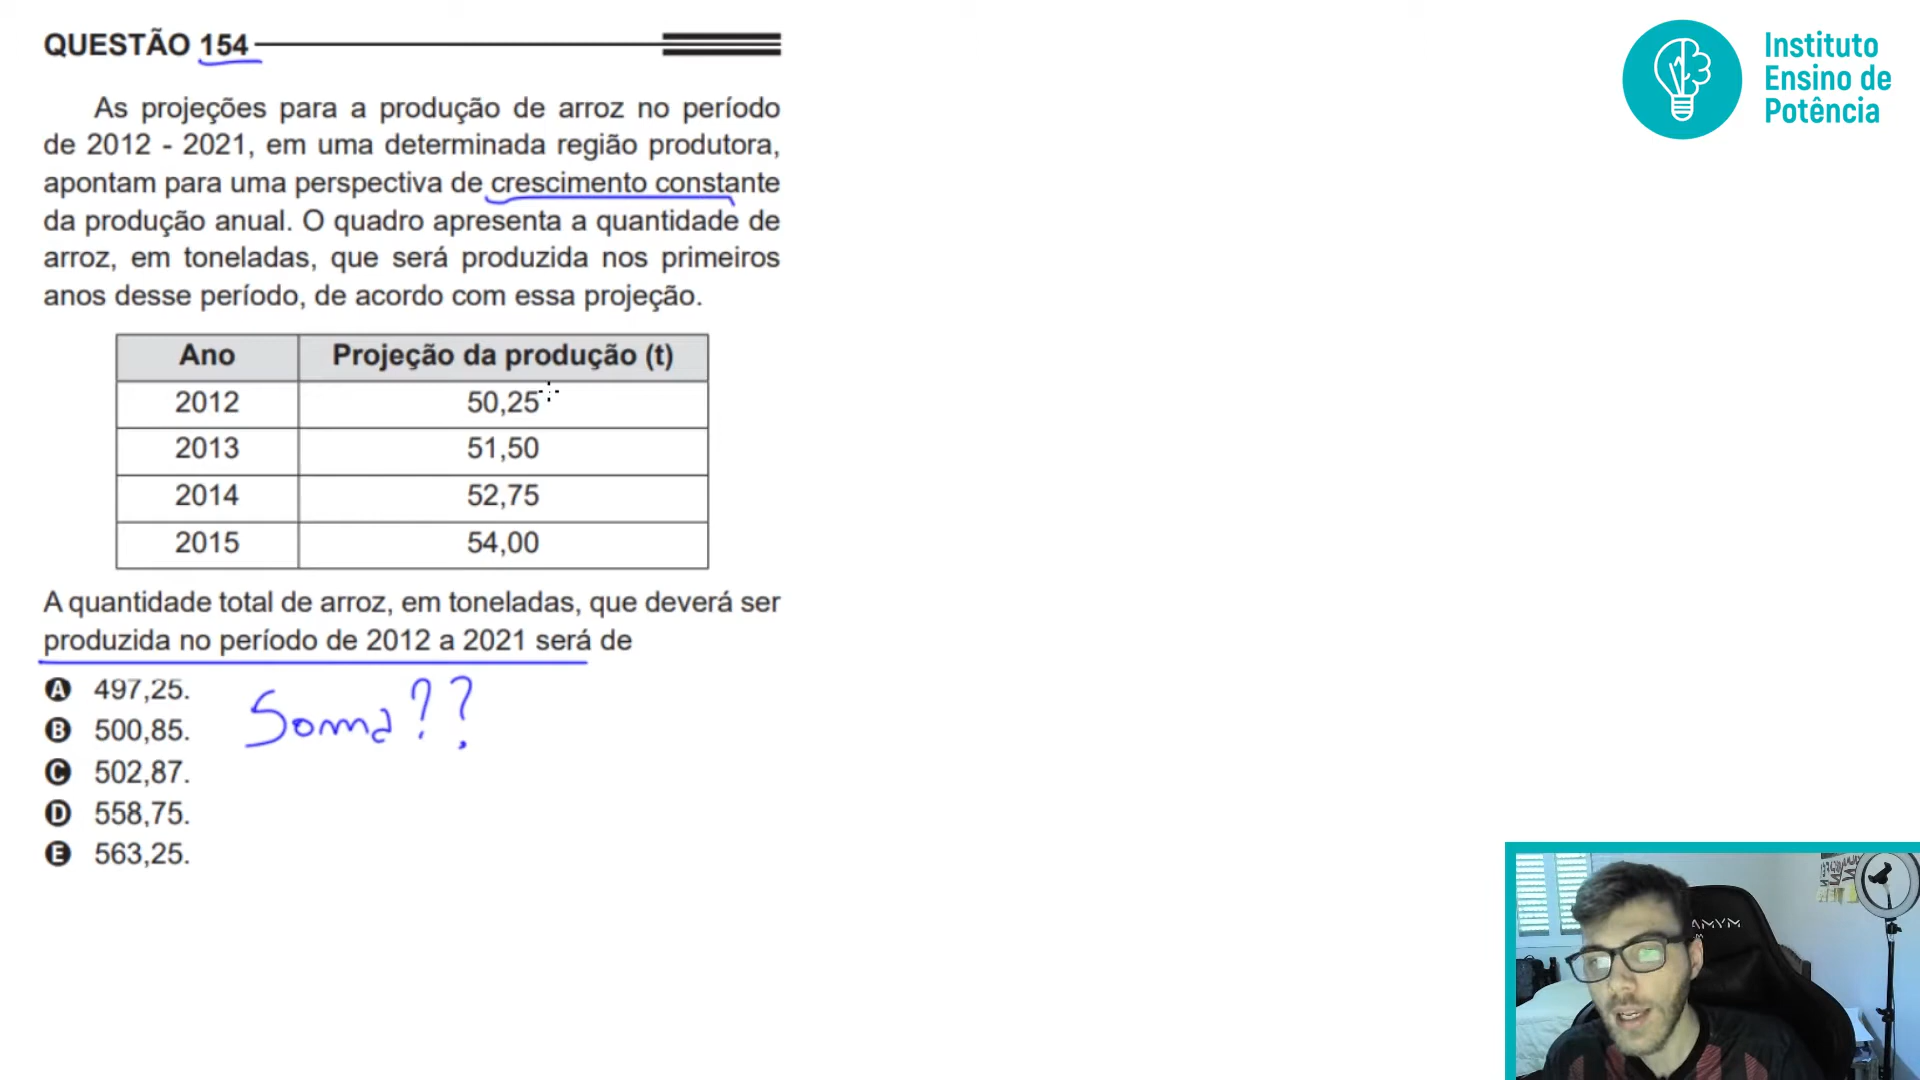 QUESTÃO 154
Instituto
Ensino de
Potência
As projeções para a produção de arroz no período
de 2012 - 2021, em uma determinada região produtora,
apontam para uma perspectiva de crescimento constante
da produção anual. O quadro apresenta a quantidade de
arroz, em toneladas, que será produzida nos primeiros
anos desse período, de acordo com essa projeção.
Ano Projeção da produção (t)
2012 50,25
2013 51,50
2014 52,75
2015 54,00
A quantidade total de arroz, em toneladas, que deverá ser
produzida no período de 2012 a 2021 será de
A 497,25.
B 500,85.
C 502,87.
D 558,75.
E 563,25.
Soma??